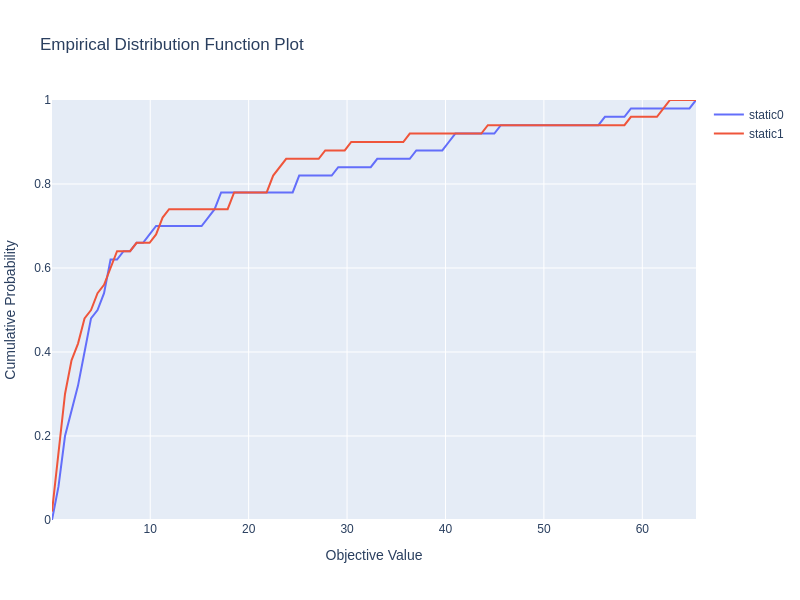 Empirical Distribution Function Plot
static0
static1
Cumulative Probability
1
0.8
0.6
0.4
0.2
0
10
20
30
40
50
60
Objective Value